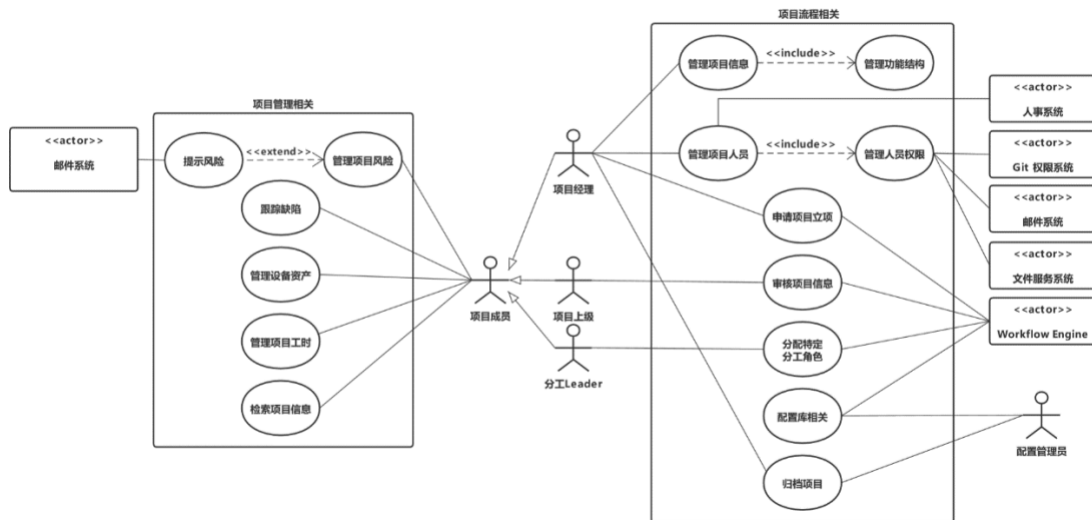 项目流程相关
管理项目信息
<<include>>
管理功能结构
<<actor>>
人事系统
项目管理相关
<<actor>>
邮件系统
提示风险
<<extend>>
管理项目风险
项目经理
管理项目人员
<<include>>
管理人员权限
<<actor>>
Git 权限系统
跟踪缺陷
申请项目立项
<<actor>>
邮件系统
管理设备资产
项目成员
项目上级
审核项目信息
<<actor>>
文件服务系统
<<actor>>
Workflow Engine
管理项目工时
分工Leader
分配特定
分工角色
检索项目信息
配置库相关
配置管理员
归档项目